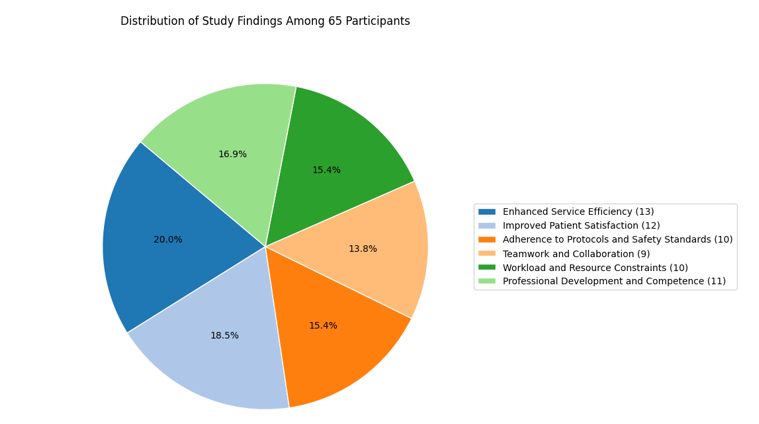 Distribution of Study Findings Among 65 Participants
16.9%
15.4%
20.0%
13.8%
18.5%
15.4%
Enhanced Service Efficiency (13)
Improved Patient Satisfaction (12)
Adherence to Protocols and Safety Standards (10)
Teamwork and Collaboration (9)
Workload and Resource Constraints (10)
Professional Development and Competence (11)